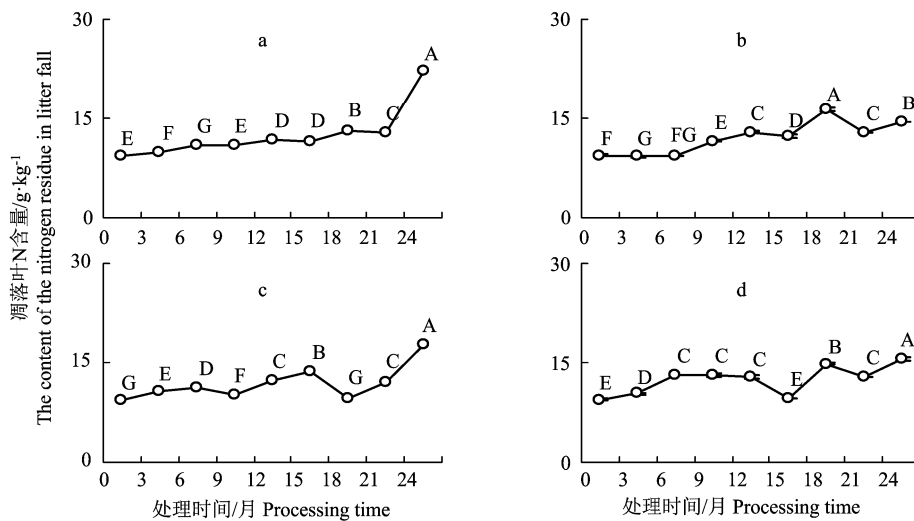 凋落叶N含量/g·kg⁻¹
The content of the nitrogen residue in litter fall
30
15
0
a
E F G E D D B C A
0 3 6 9 12 15 18 21 24
30
15
0
b
F G FG E C D A C B
0 3 6 9 12 15 18 21 24
30
15
0
c
G E D F C B G C A
0 3 6 9 12 15 18 21 24
处理时间/月 Processing time
30
15
0
d
E D C C C E B C A
0 3 6 9 12 15 18 21 24
处理时间/月 Processing time